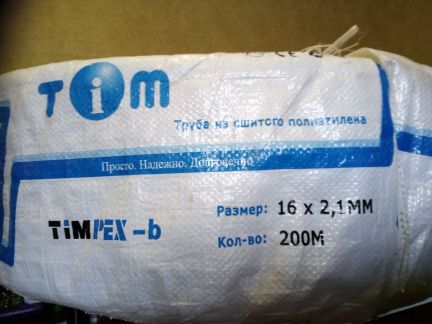 TiM
Труба из сшитого полиэтилена
Просто. Надежно. Долговечно
TiMPEX-b
Размер: 16 x 2,1ММ
Кол-во: 200М